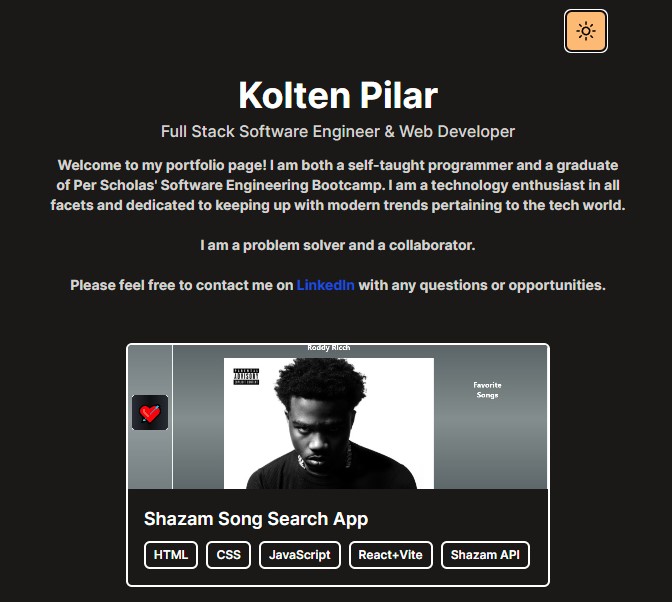 Kolten Pilar
Full Stack Software Engineer & Web Developer
Welcome to my portfolio page! I am both a self-taught programmer and a graduate
of Per Scholas' Software Engineering Bootcamp. I am a technology enthusiast in all
facets and dedicated to keeping up with modern trends pertaining to the tech world.
I am a problem solver and a collaborator.
Please feel free to contact me on LinkedIn with any questions or opportunities.
Roddy Ricch
PARENTAL
ADVISORY
EXPLICIT CONTENT
Favorite
Songs
Shazam Song Search App
HTML CSS JavaScript React+Vite Shazam API